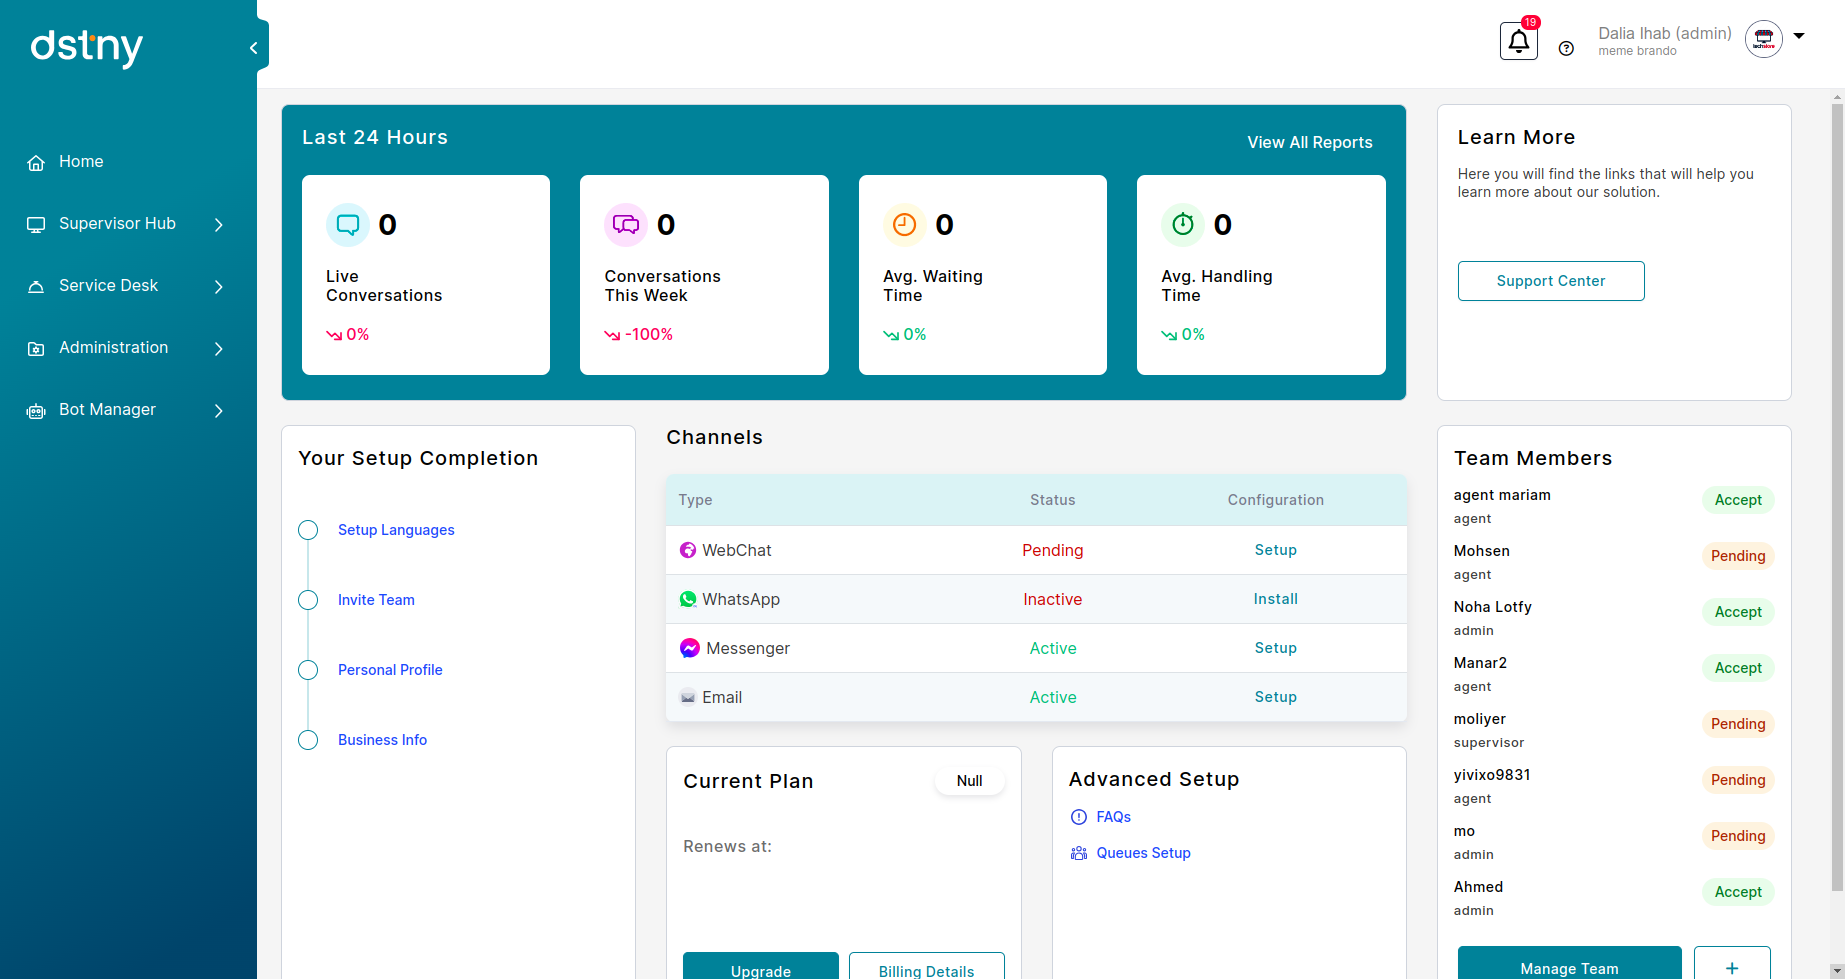 dstny
19
Dalia Ihab (admin)
meme brando
Home
Supervisor Hub
Service Desk
Administration
Bot Manager
Last 24 Hours
View All Reports
0
Live
Conversations
0%
0
Conversations
This Week
-100%
0
Avg. Waiting
Time
0%
0
Avg. Handling
Time
0%
Learn More
Here you will find the links that will help you
learn more about our solution.
Support Center
Your Setup Completion
Setup Languages
Invite Team
Personal Profile
Business Info
Channels
Type Status Configuration
WebChat Pending Setup
WhatsApp Inactive Install
Messenger Active Setup
Email Active Setup
Current Plan
Null
Renews at:
Upgrade
Billing Details
Advanced Setup
FAQs
Queues Setup
Team Members
agent mariam
agent
Accept
Mohsen
agent
Pending
Noha Lotfy
admin
Accept
Manar2
agent
Accept
moliyer
supervisor
Pending
yivixo9831
agent
Pending
mo
admin
Pending
Ahmed
admin
Accept
Manage Team
+